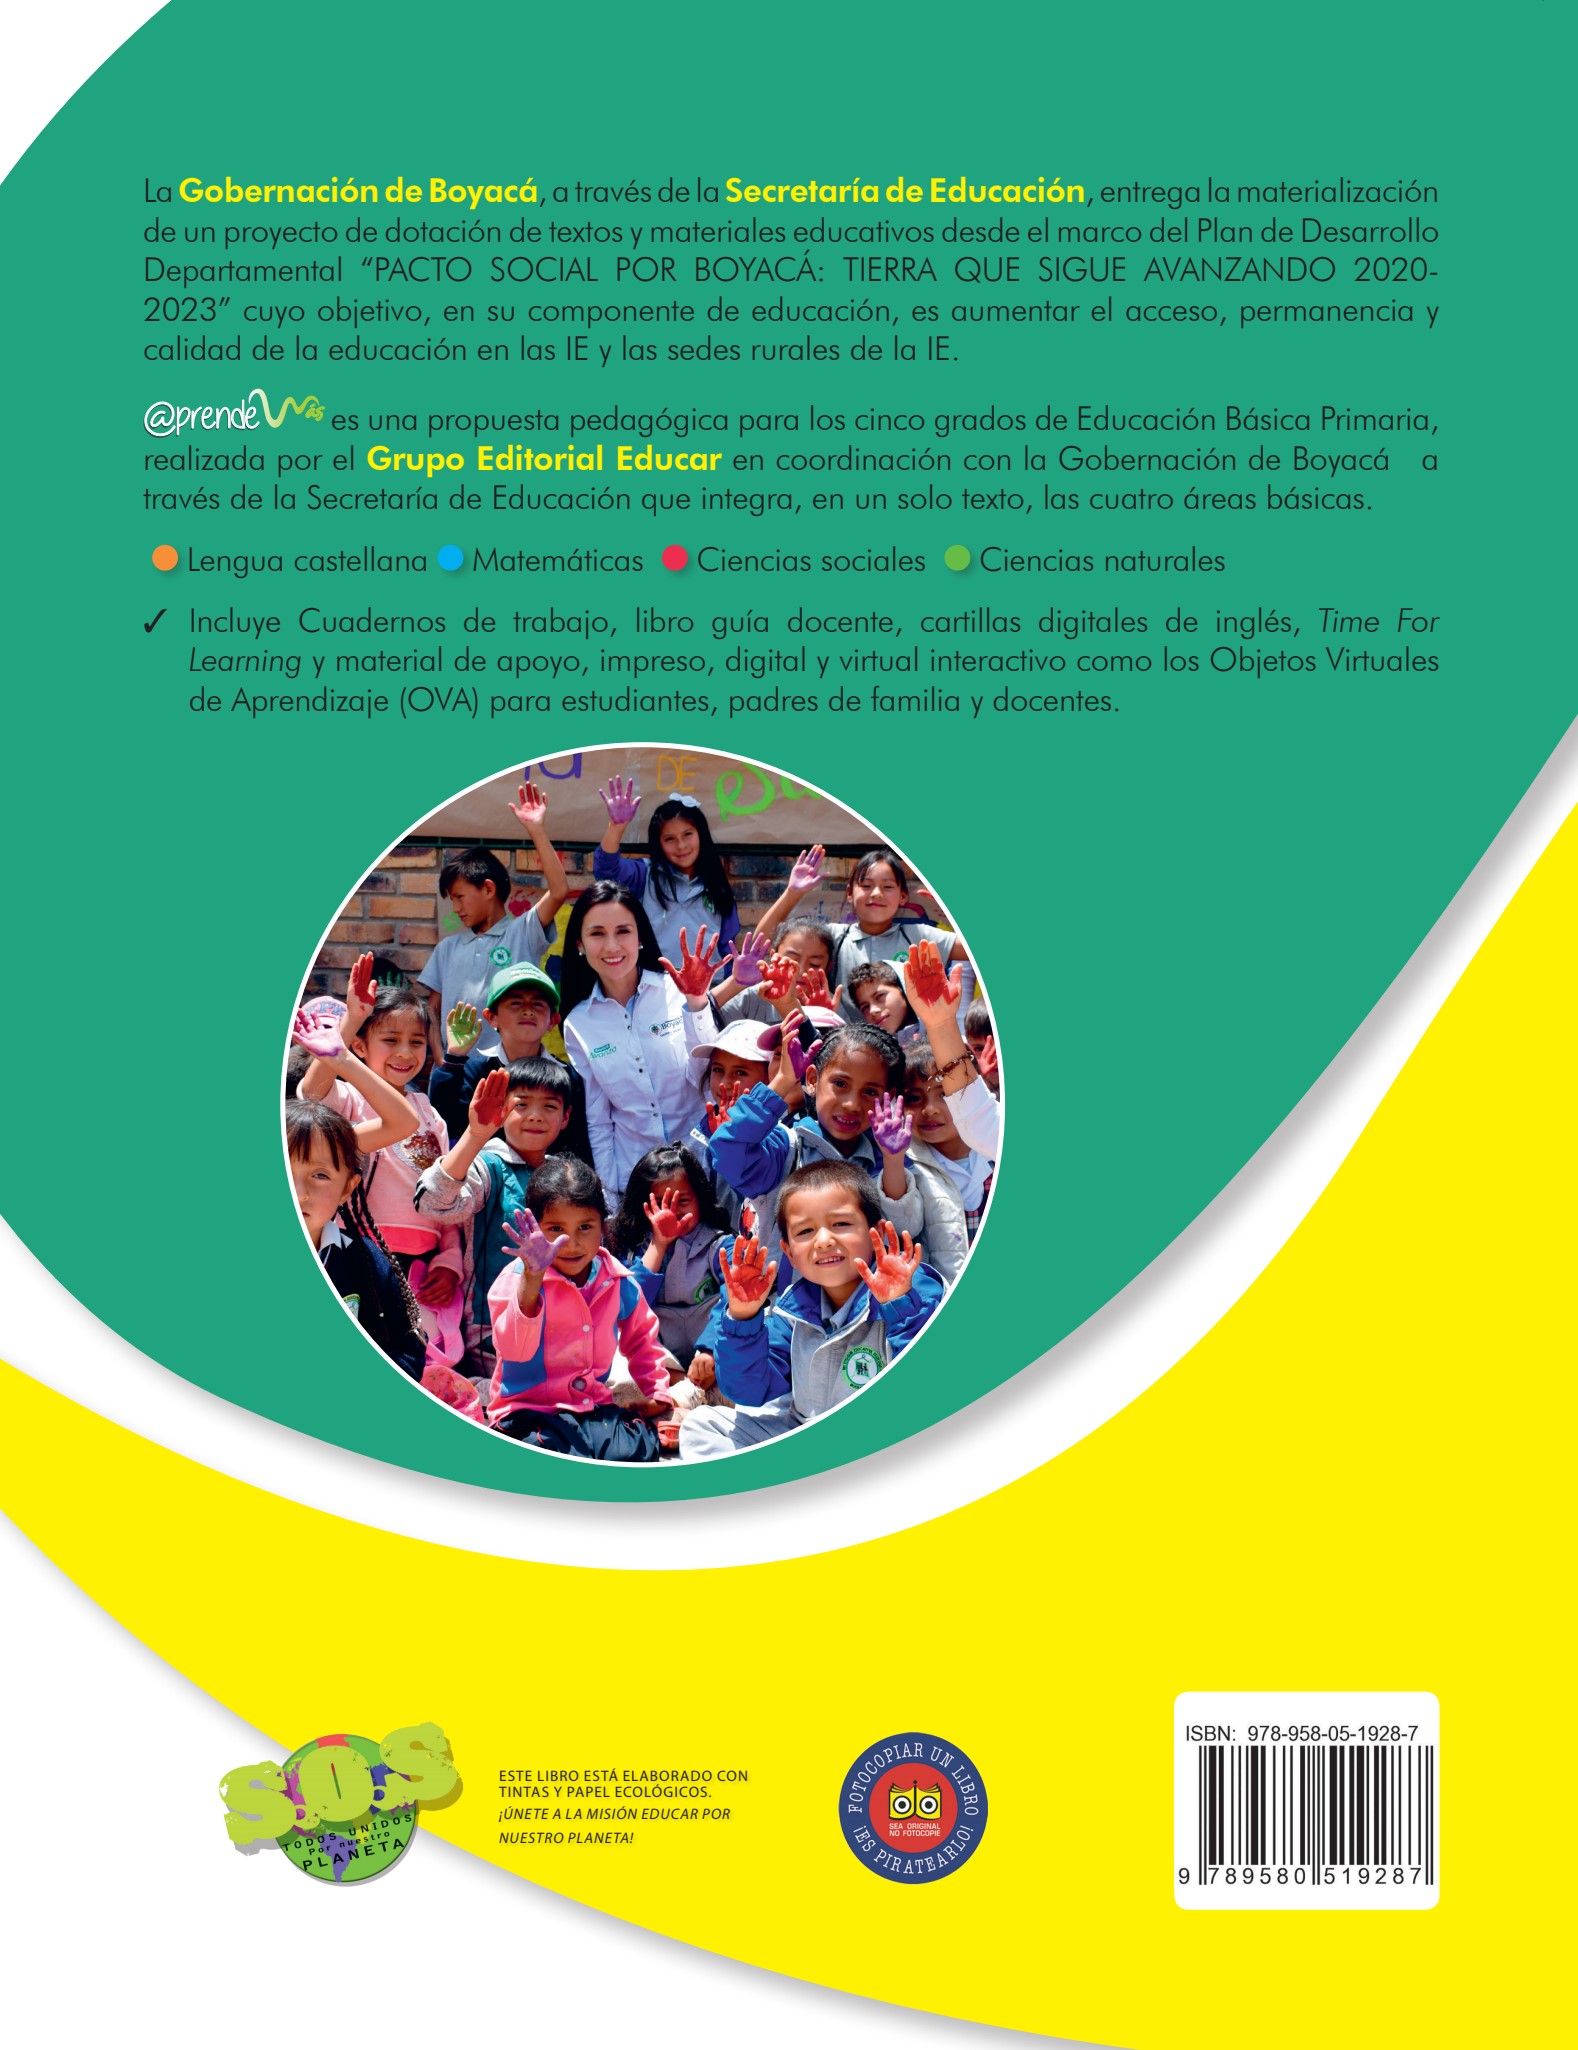 La Gobernación de Boyacá, a través de la Secretaría de Educación, entrega la materialización
de un proyecto de dotación de textos y materiales educativos desde el marco del Plan de Desarrollo
Departamental “PACTO SOCIAL POR BOYACÁ: TIERRA QUE SIGUE AVANZANDO 2020-
2023” cuyo objetivo, en su componente de educación, es aumentar el acceso, permanencia y
calidad de la educación en las IE y las sedes rurales de la IE.
@prende Más es una propuesta pedagógica para los cinco grados de Educación Básica Primaria,
realizada por el Grupo Editorial Educar en coordinación con la Gobernación de Boyacá a
través de la Secretaría de Educación que integra, en un solo texto, las cuatro áreas básicas.
Lengua castellana Matemáticas Ciencias sociales Ciencias naturales
✓ Incluye Cuadernos de trabajo, libro guía docente, cartillas digitales de inglés, Time For
Learning y material de apoyo, impreso, digital y virtual interactivo como los Objetos Virtuales
de Aprendizaje (OVA) para estudiantes, padres de familia y docentes.
DE
Boyacá
avanza
S.O.S
TODOS UNIDOS
Por nuestro
PLANETA
ESTE LIBRO ESTÁ ELABORADO CON
TINTAS Y PAPEL ECOLÓGICOS.
¡ÚNETE A LA MISIÓN EDUCAR POR
NUESTRO PLANETA!
FOTOCOPIAR UN LIBRO
SEA ORIGINAL
NO FOTOCOPIE
¡ES PIRATEARLO!
ISBN: 978-958-05-1928-7
9 789580 519287